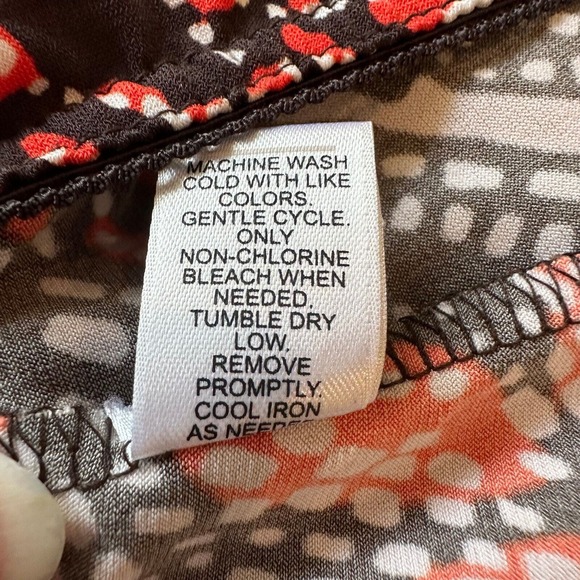 MACHINE WASH
COLD WITH LIKE
COLORS.
GENTLE CYCLE.
ONLY
NON-CHLORINE
BLEACH WHEN
NEEDED.
TUMBLE DRY
LOW.
REMOVE
PROMPTLY.
COOL IRON
AS NEEDED.